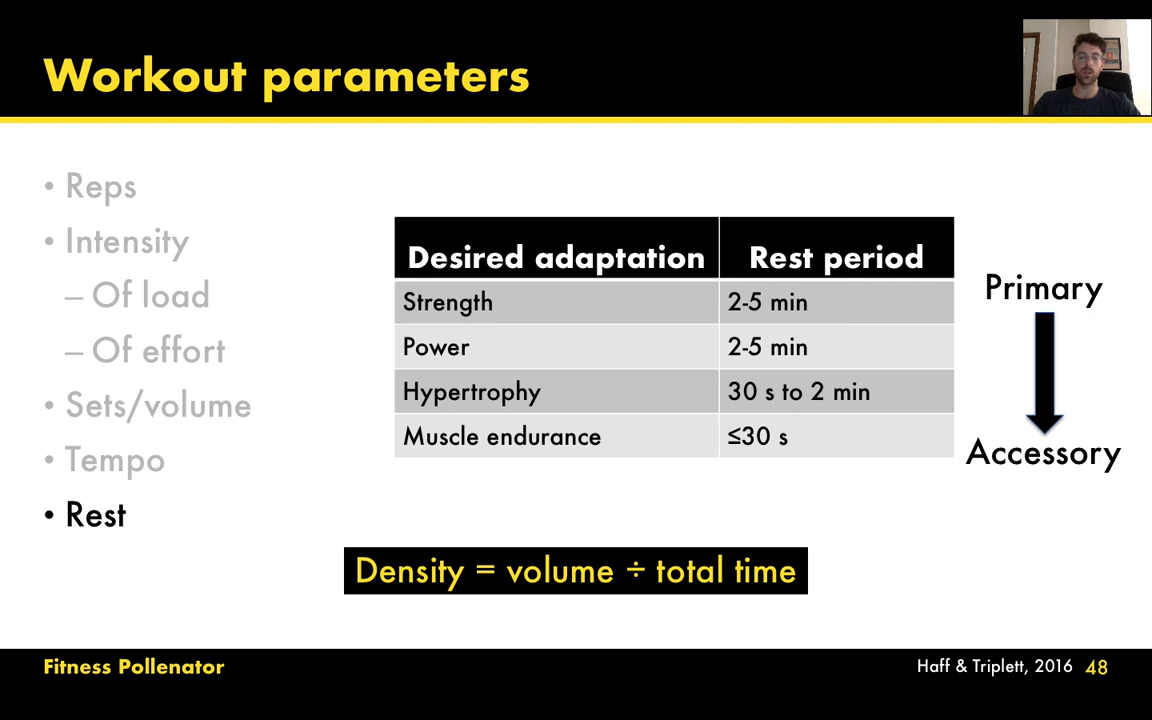 Workout parameters
• Reps
• Intensity
– Of load
– Of effort
• Sets/volume
• Tempo
• Rest
Desired adaptation Rest period
Strength 2-5 min
Power 2-5 min
Hypertrophy 30 s to 2 min
Muscle endurance ≤30 s
Primary
Accessory
Density = volume ÷ total time
Fitness Pollenator
Haff & Triplett, 2016 48